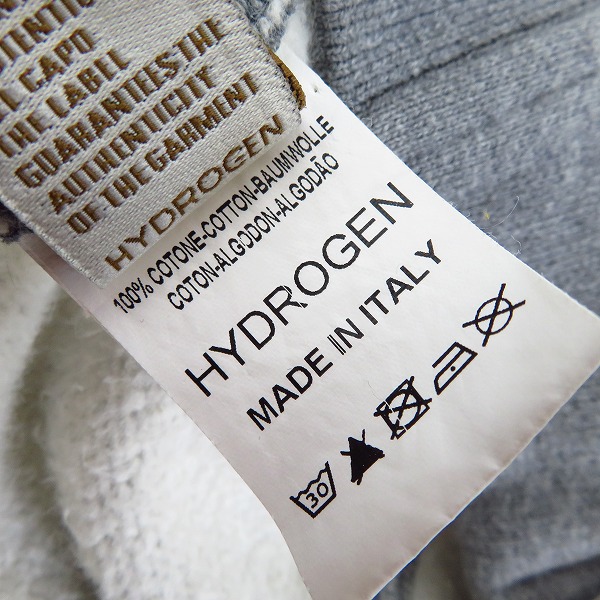 IL CAPO
THE LABEL
GUARANTEES THE
AUTHENTICITY
OF THE GARMENT
HYDROGEN
100% COTONE-COTTON-BAUMWOLLE
COTON-ALGODON-ALGODÃO
HYDROGEN
MADE IN ITALY
30